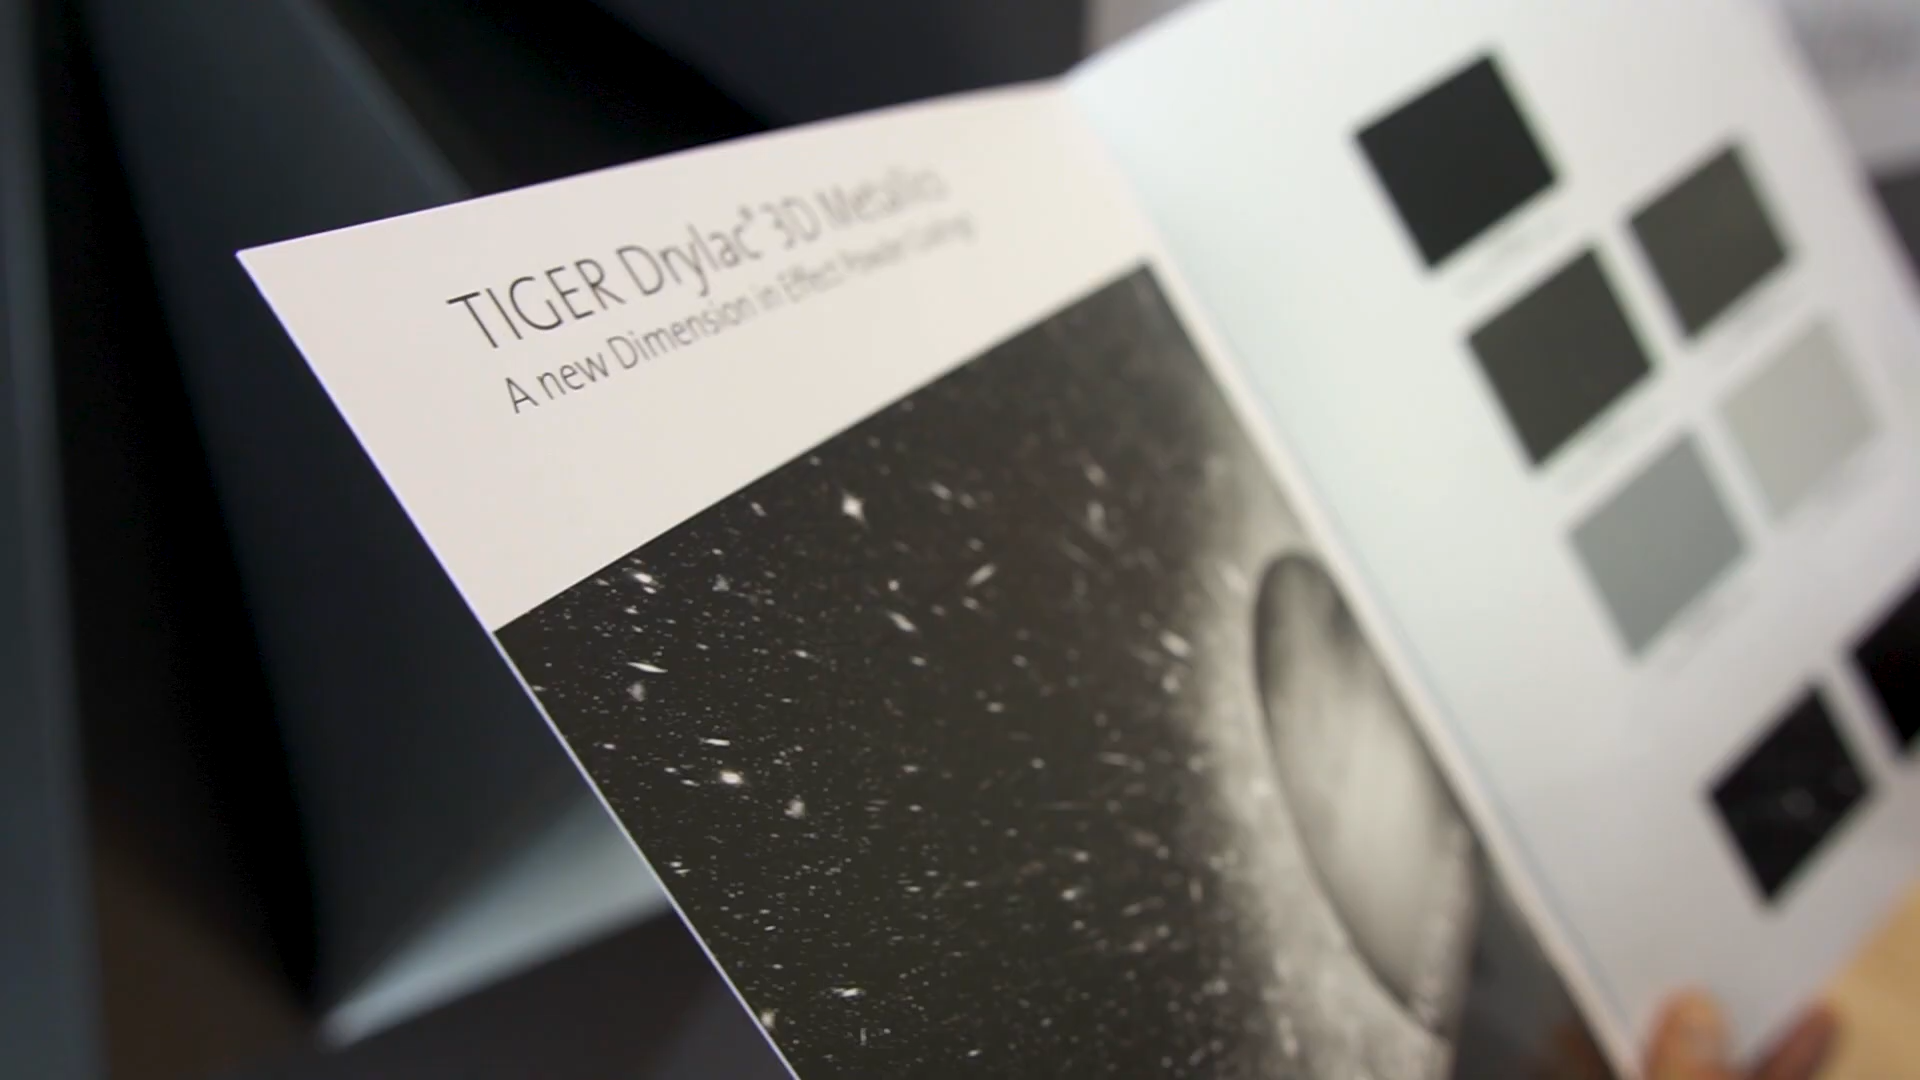 TIGER Drylac® 3D Metallic
A new Dimension in Effect Powder Coating